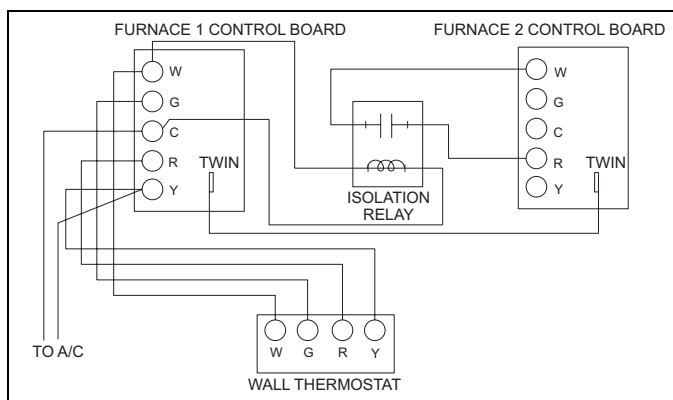 FURNACE 1 CONTROL BOARD
FURNACE 2 CONTROL BOARD
W
G
C
R
Y
TWIN
ISOLATION
RELAY
W
G
C
R
Y
TWIN
TO A/C
W G R Y
WALL THERMOSTAT